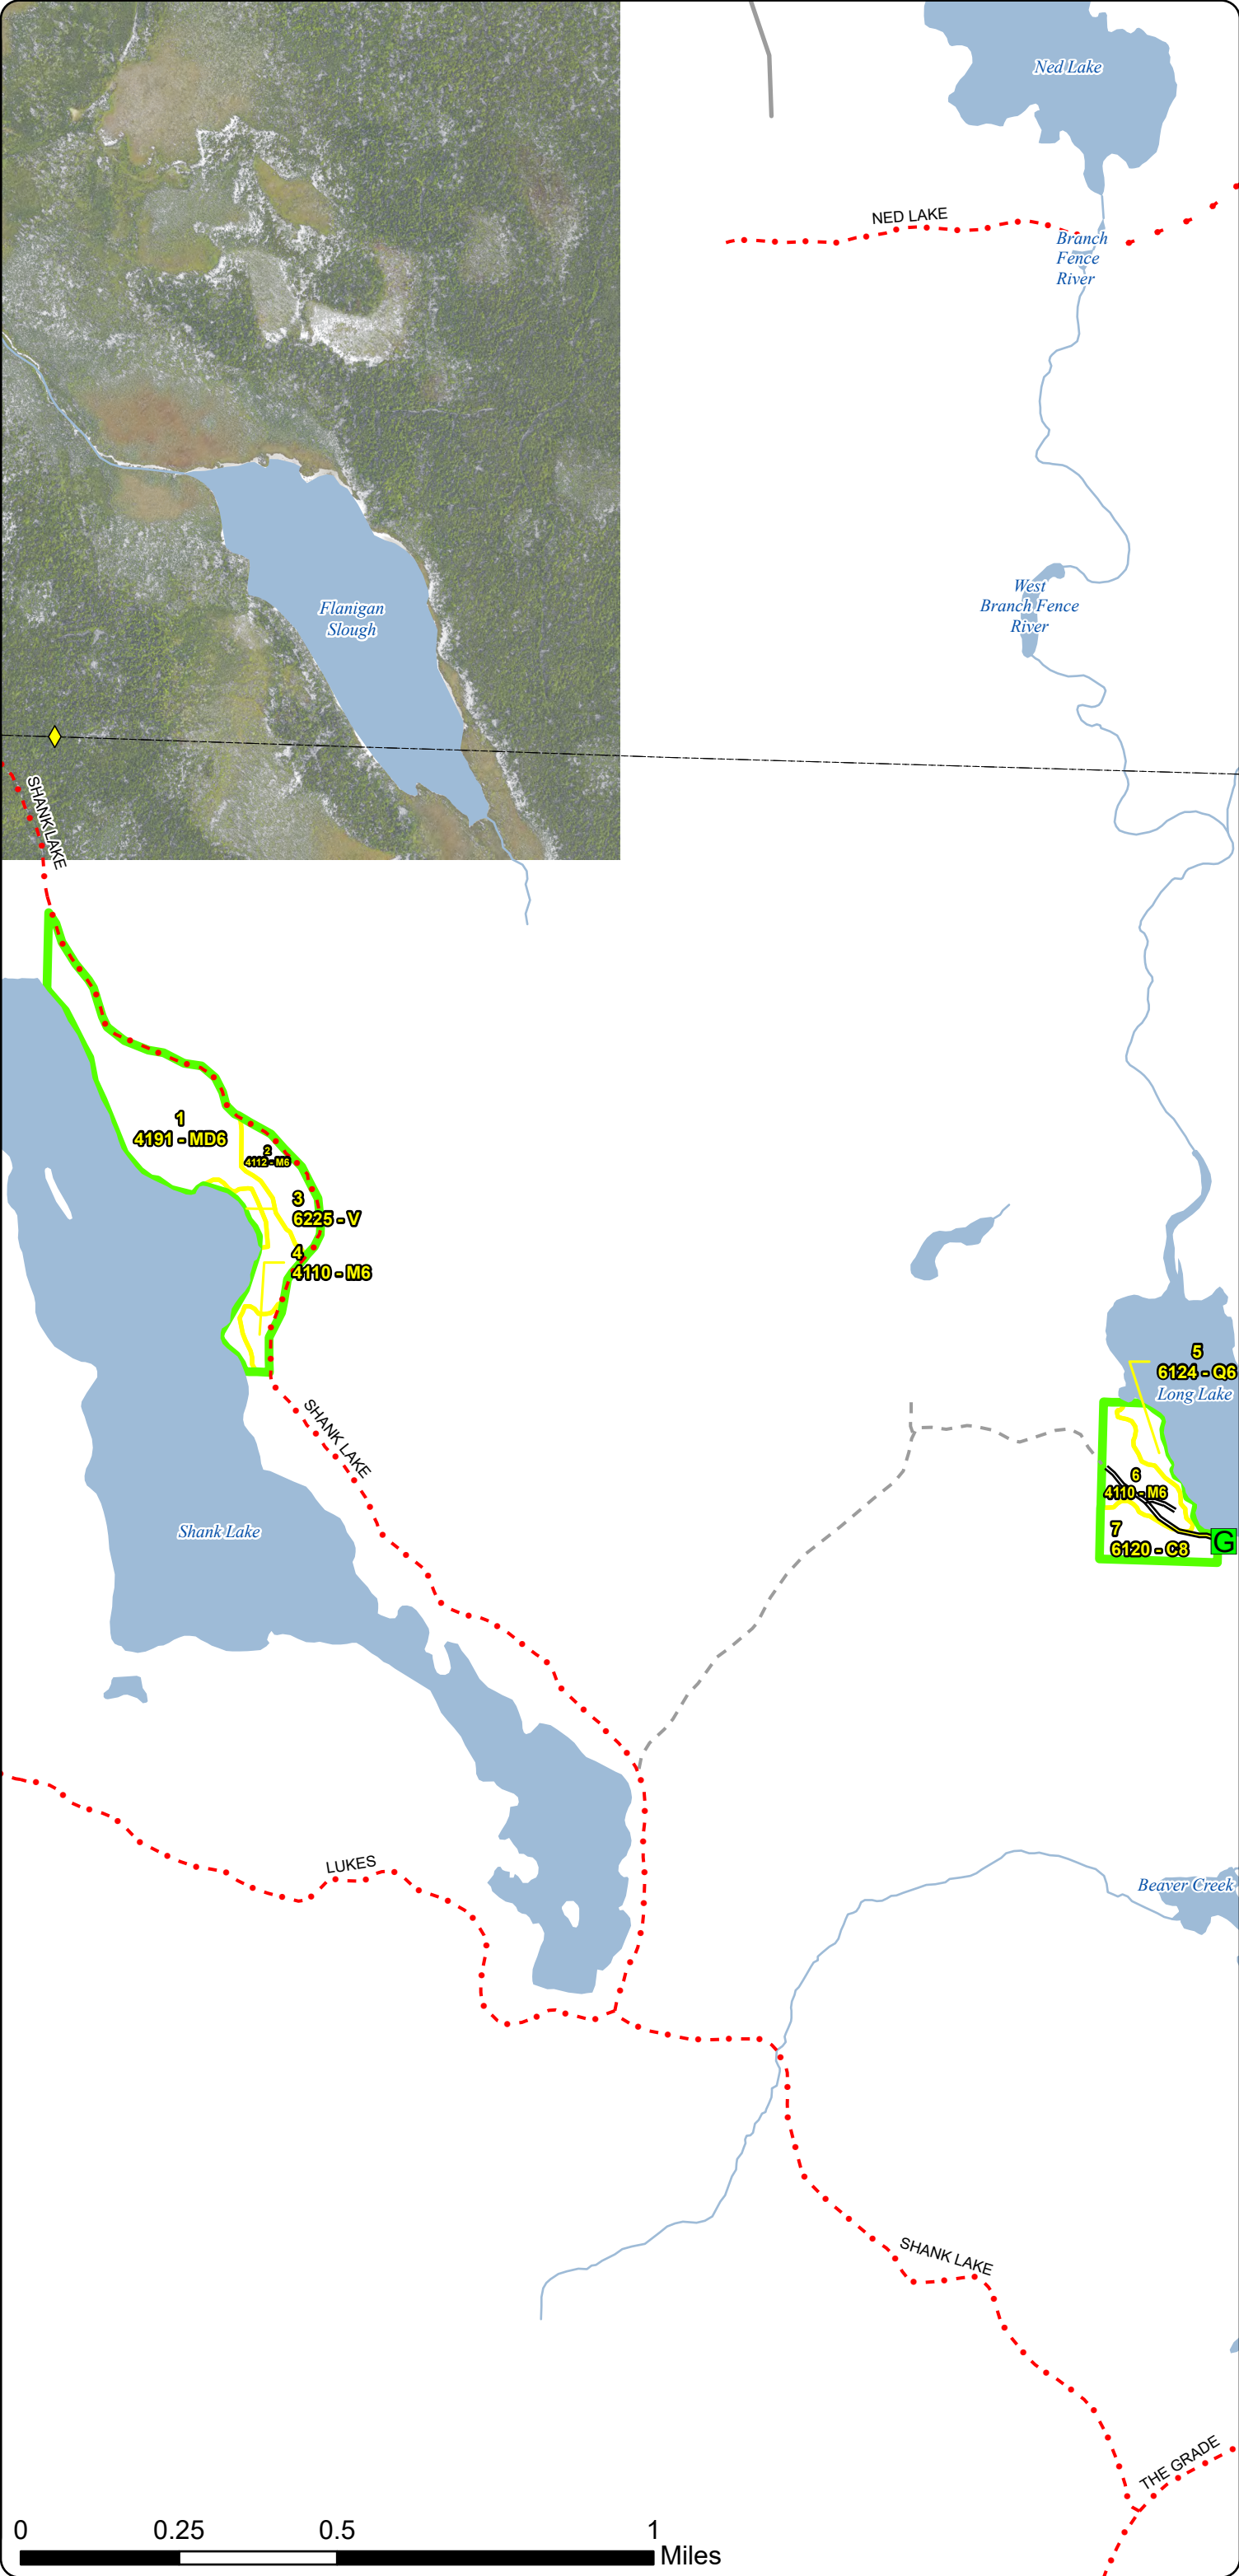 Ned Lake
NED LAKE
Branch
Fence
River
West
Branch Fence
River
Flanigan
Slough
SHANK LAKE
1
4191 - MD6
2
4112 - M6
3
6225 - V
4
4110 - M6
5
6124 - Q6
Long Lake
SHANK LAKE
6
4110 - M6
7
6120 - C8
G
Shank Lake
LUKES
Beaver Creek
SHANK LAKE
THE GRADE
0 0.25 0.5 1
Miles